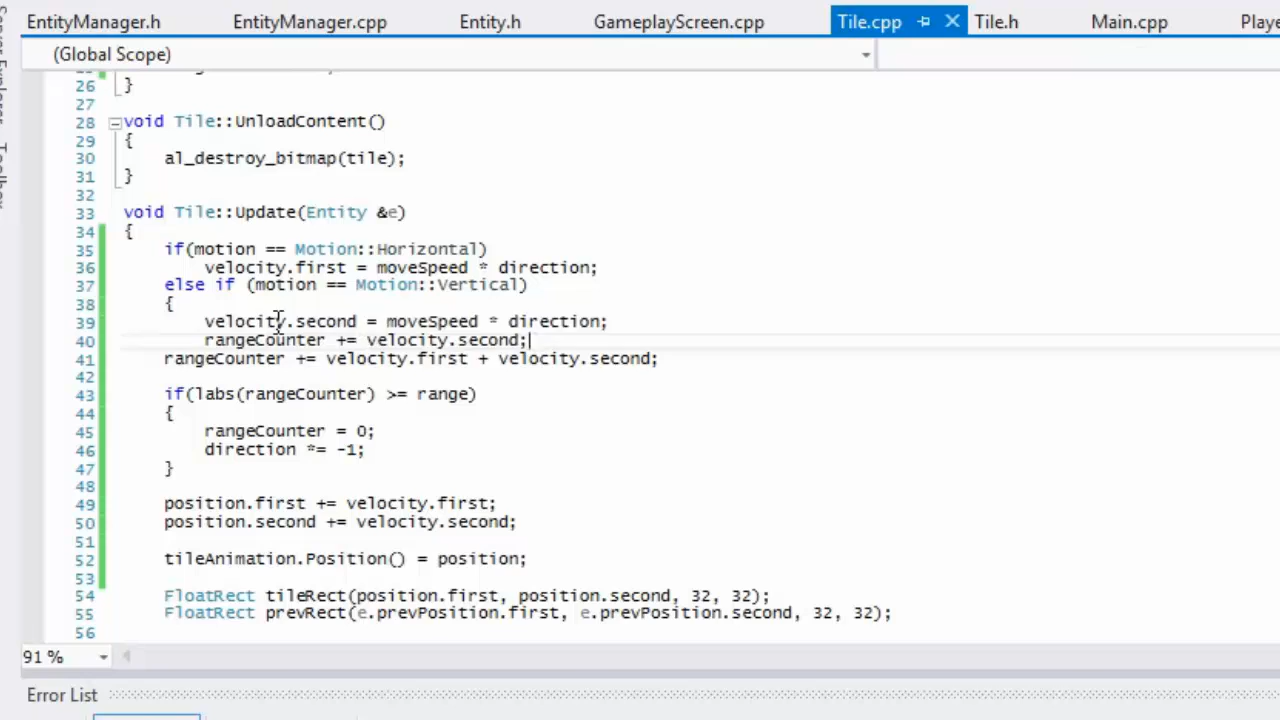 EntityManager.h EntityManager.cpp Entity.h GameplayScreen.cpp Tile.cpp Tile.h Main.cpp Playe
(Global Scope)
Server Explorer
Toolbox
26 }
27
28 void Tile::UnloadContent()
29 {
30 al_destroy_bitmap(tile);
31 }
32
33 void Tile::Update(Entity &e)
34 {
35 if(motion == Motion::Horizontal)
36 velocity.first = moveSpeed * direction;
37 else if (motion == Motion::Vertical)
38 {
39 velocity.second = moveSpeed * direction;
40 rangeCounter += velocity.second;
41 rangeCounter += velocity.first + velocity.second;
42
43 if(labs(rangeCounter) >= range)
44 {
45 rangeCounter = 0;
46 direction *= -1;
47 }
48
49 position.first += velocity.first;
50 position.second += velocity.second;
51
52 tileAnimation.Position() = position;
53
54 FloatRect tileRect(position.first, position.second, 32, 32);
55 FloatRect prevRect(e.prevPosition.first, e.prevPosition.second, 32, 32);
56
91 %
Error List